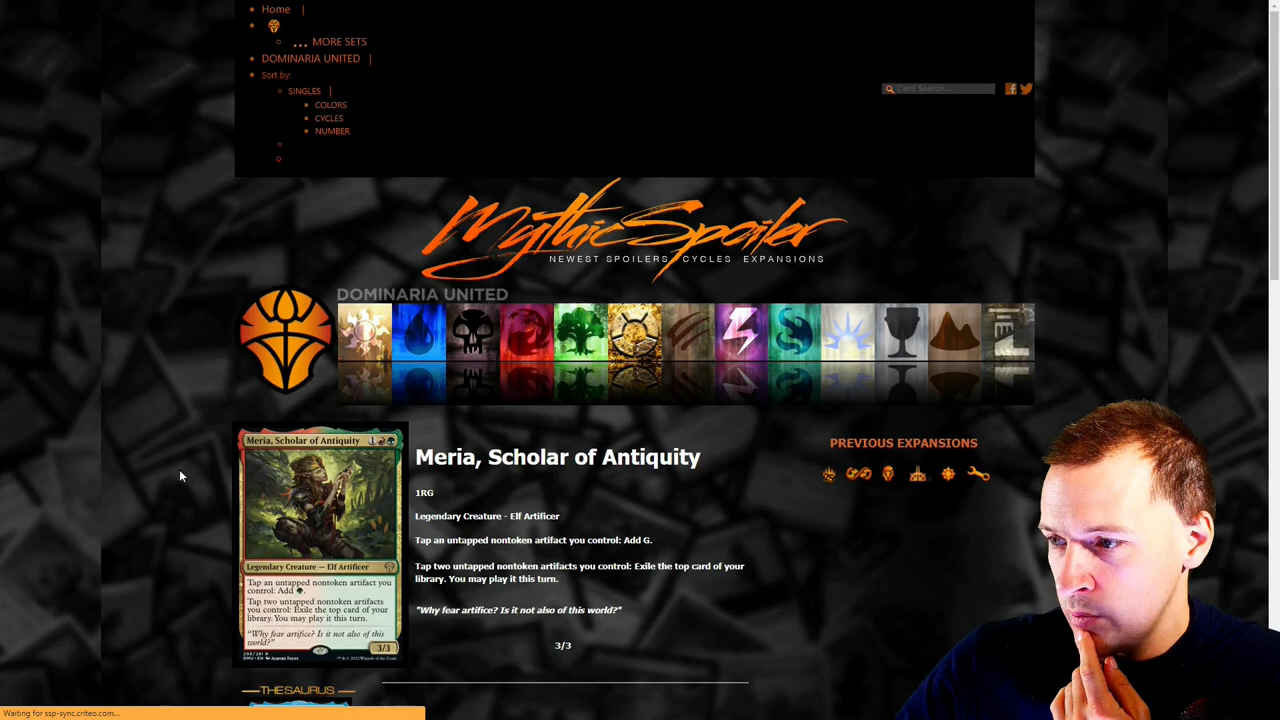 Home |
... MORE SETS
DOMINARIA UNITED |
Sort by:
SINGLES |
COLORS
CYCLES
NUMBER
Card Search...
MythicSpoiler
NEWEST SPOILERS CYCLES EXPANSIONS
DOMINARIA UNITED
Meria, Scholar of Antiquity 1
Legendary Creature — Elf Artificer
Tap an untapped nontoken artifact you
control: Add
Tap two untapped nontoken artifacts
you control: Exile the top card of your
library. You may play it this turn.
"Why fear artifice? Is it not also of this
world?"
3/3
Meria, Scholar of Antiquity
1RG
Legendary Creature - Elf Artificer
Tap an untapped nontoken artifact you control: Add G.
Tap two untapped nontoken artifacts you control: Exile the top card of your
library. You may play it this turn.
"Why fear artifice? Is it not also of this world?"
3/3
PREVIOUS EXPANSIONS
THESAURUS
Waiting for ssp-sync.criteo.com...